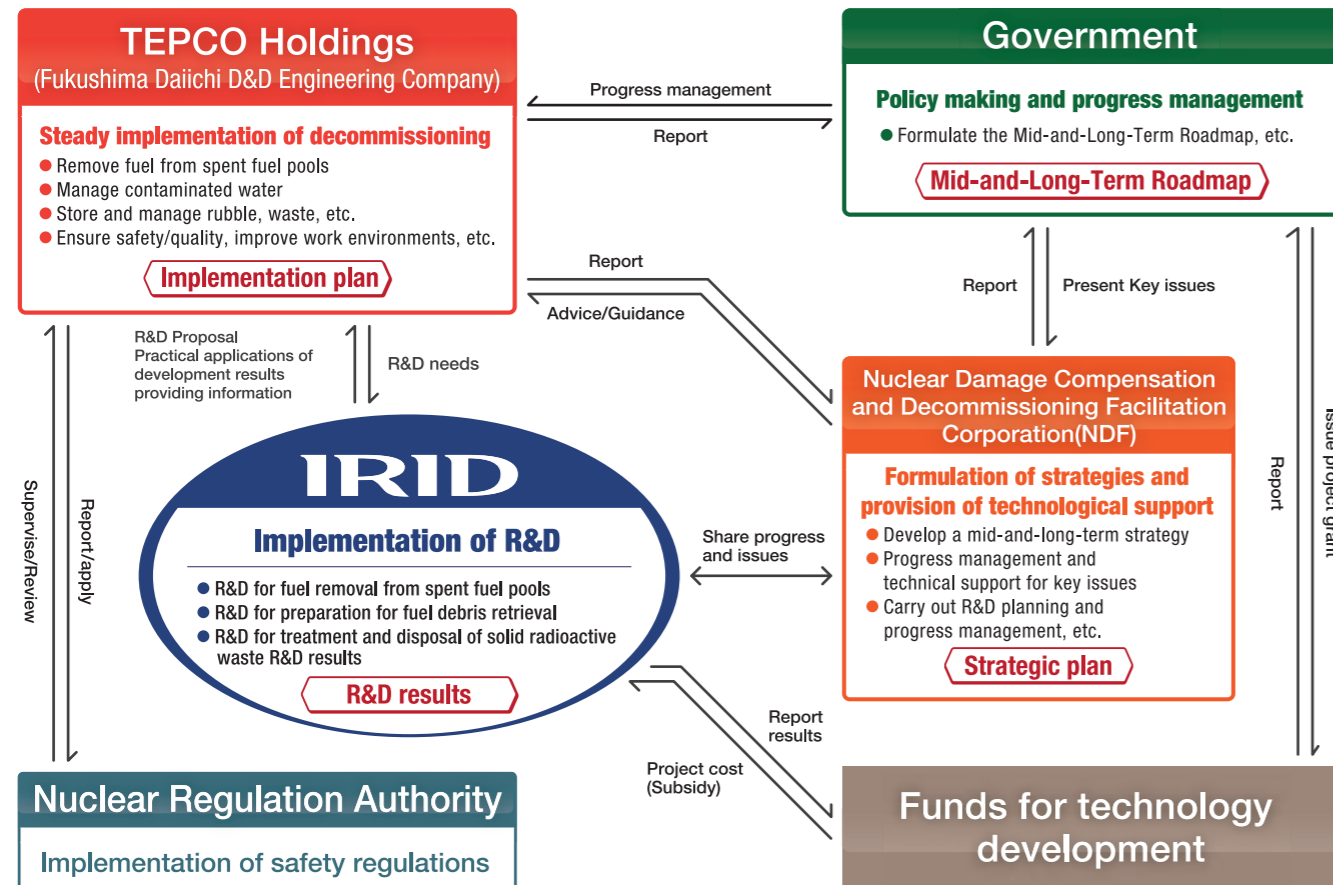 TEPCO Holdings
(Fukushima Daiichi D&D Engineering Company)
Steady implementation of decommissioning
Remove fuel from spent fuel pools
Manage contaminated water
Store and manage rubble, waste, etc.
Ensure safety/quality, improve work environments, etc.
Implementation plan
Progress management
Report
Government
Policy making and progress management
Formulate the Mid-and-Long-Term Roadmap, etc.
Mid-and-Long-Term Roadmap
Report
Advice/Guidance
Report
Present Key issues
R&D Proposal
Practical applications of
development results
providing information
R&D needs
Supervise/Review
Report/apply
IRID
Implementation of R&D
R&D for fuel removal from spent fuel pools
R&D for preparation for fuel debris retrieval
R&D for treatment and disposal of solid radioactive
waste R&D results
R&D results
Share progress
and issues
Nuclear Damage Compensation
and Decommissioning Facilitation
Corporation(NDF)
Formulation of strategies and
provision of technological support
Develop a mid-and-long-term strategy
Progress management and
technical support for key issues
Carry out R&D planning and
progress management, etc.
Strategic plan
Report
Issue project grant
Report
results
Project cost
(Subsidy)
Nuclear Regulation Authority
Implementation of safety regulations
Funds for technology
development